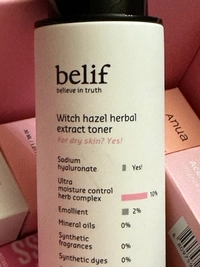 belif
believe in truth
Witch hazel herbal
extract toner
For dry skin? Yes!
Sodium
hyaluronate Yes!
Ultra
moisture control
herb complex 10%
Emollient 2%
Mineral oils 0%
Synthetic
fragrances 0%
Synthetic dyes 0%
Anua